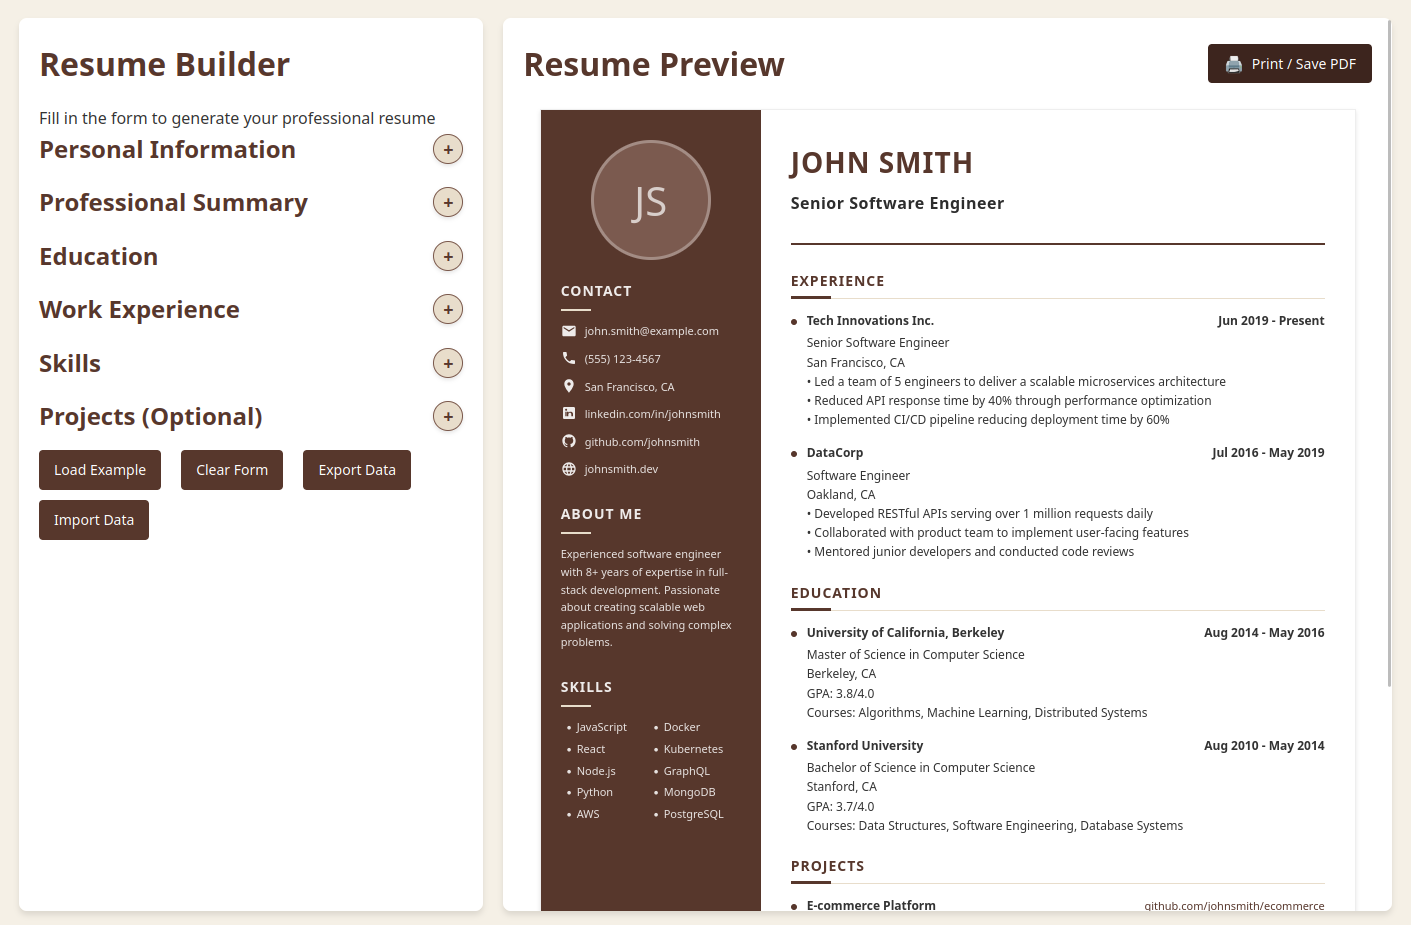 Resume Builder
Fill in the form to generate your professional resume
Personal Information +
Professional Summary +
Education +
Work Experience +
Skills +
Projects (Optional) +
Load Example
Clear Form
Export Data
Import Data
Resume Preview
Print / Save PDF
JS
CONTACT
john.smith@example.com
(555) 123-4567
San Francisco, CA
linkedin.com/in/johnsmith
github.com/johnsmith
johnsmith.dev
ABOUT ME
Experienced software engineer
with 8+ years of expertise in full-
stack development. Passionate
about creating scalable web
applications and solving complex
problems.
SKILLS
• JavaScript
• React
• Node.js
• Python
• AWS
• Docker
• Kubernetes
• GraphQL
• MongoDB
• PostgreSQL
JOHN SMITH
Senior Software Engineer
EXPERIENCE
Tech Innovations Inc. Jun 2019 - Present
Senior Software Engineer
San Francisco, CA
• Led a team of 5 engineers to deliver a scalable microservices architecture
• Reduced API response time by 40% through performance optimization
• Implemented CI/CD pipeline reducing deployment time by 60%
DataCorp Jul 2016 - May 2019
Software Engineer
Oakland, CA
• Developed RESTful APIs serving over 1 million requests daily
• Collaborated with product team to implement user-facing features
• Mentored junior developers and conducted code reviews
EDUCATION
University of California, Berkeley Aug 2014 - May 2016
Master of Science in Computer Science
Berkeley, CA
GPA: 3.8/4.0
Courses: Algorithms, Machine Learning, Distributed Systems
Stanford University Aug 2010 - May 2014
Bachelor of Science in Computer Science
Stanford, CA
GPA: 3.7/4.0
Courses: Data Structures, Software Engineering, Database Systems
PROJECTS
E-commerce Platform github.com/johnsmith/ecommerce